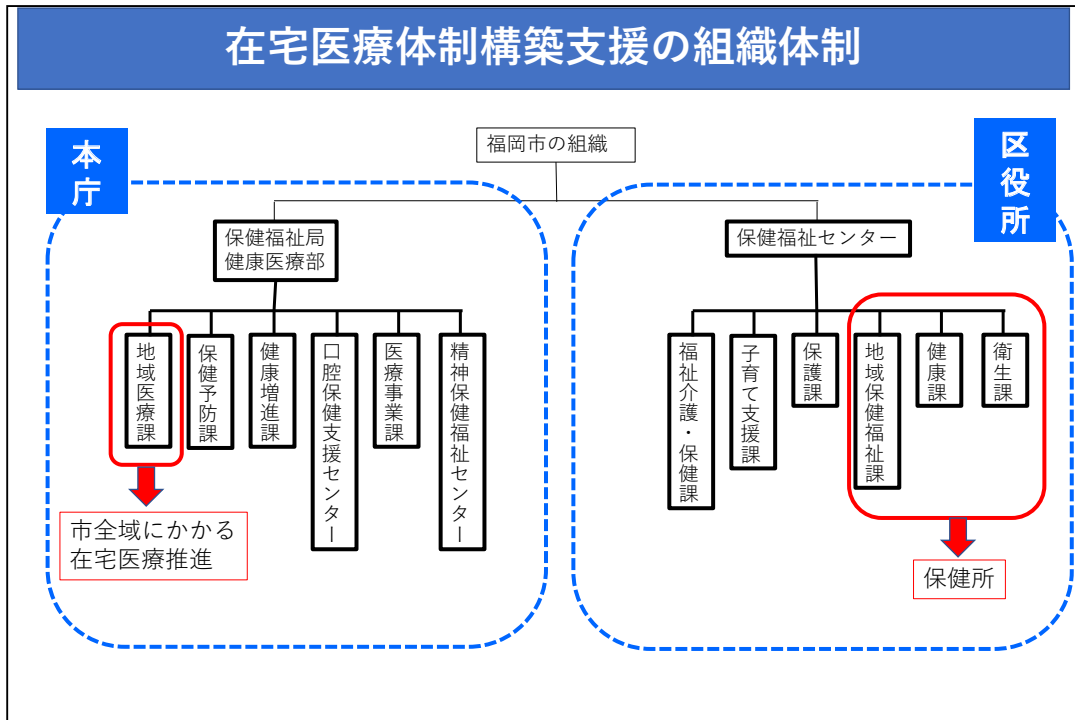 在宅医療体制構築支援の組織体制
福岡市の組織
本庁
区役所
保健福祉局
健康医療部
保健福祉センター
地域医療課
保健予防課
健康増進課
口腔保健支援センター
医療事業課
精神保健福祉センター
福祉介護・保健課
子育て支援課
保護課
地域保健福祉課
健康課
衛生課
市全域にかかる
在宅医療推進
保健所